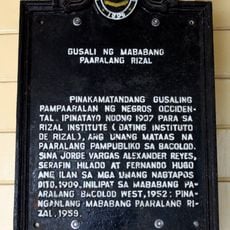 GUSALI NG MABABANG
PAARALANG RIZAL
PINAKAMATANDANG GUSALING
PAMPAARALAN NG NEGROS OCCIDEN-
TAL. IPINATAYO NOONG 1907 PARA SA
RIZAL INSTITUTE (DATING INSTITUTO
DE RIZAL), ANG UNANG MATAAS NA
PAARALANG PAMPUBLIKO SA BACOLOD.
SINA JORGE VARGAS ALEXANDER REYES,
SERAFIN HILADO AT FERNANDO HUGO
ANG ILAN SA MGA UNANG NAGTAPOS
DITO, 1909. INILIPAT SA MABABANG PA-
ARALANG BACOLOD WEST, 1952; PINA-
NGANLANG MABABANG PAARALANG RI-
ZAL, 1959.